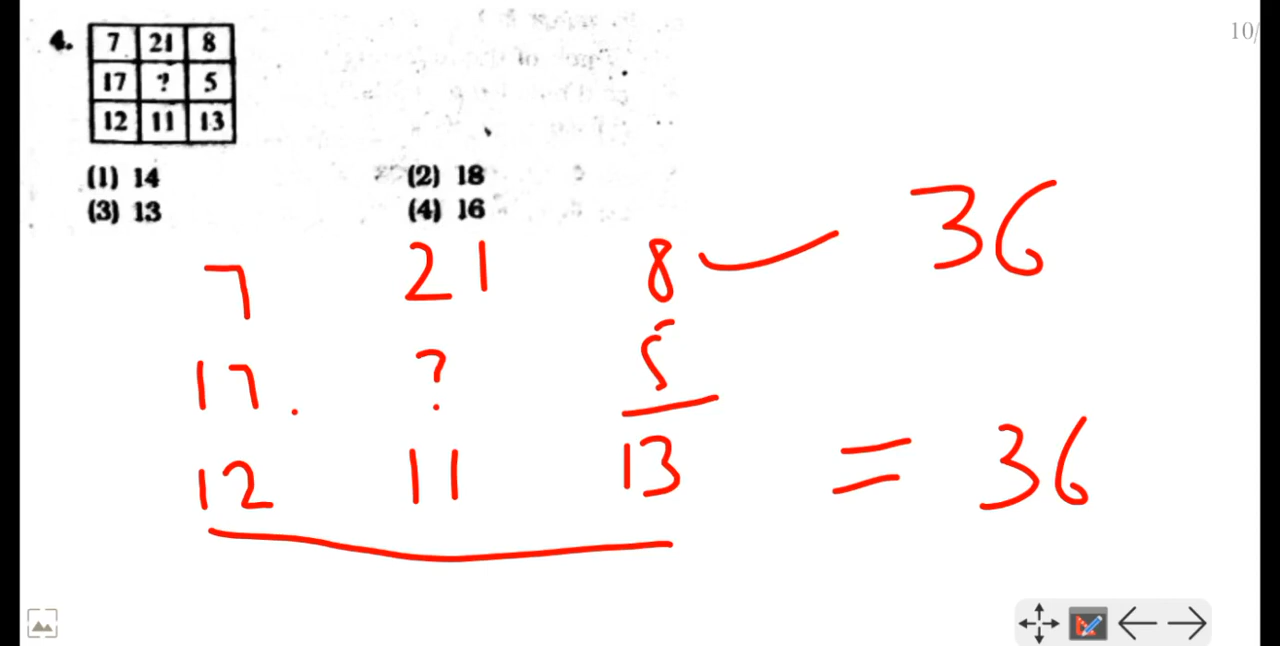 10/
4.
7 21 8
17 ? 5
12 11 13
(1) 14 (2) 18
(3) 13 (4) 16
7 21 8 36
17. ? 5
12 11 13 = 36